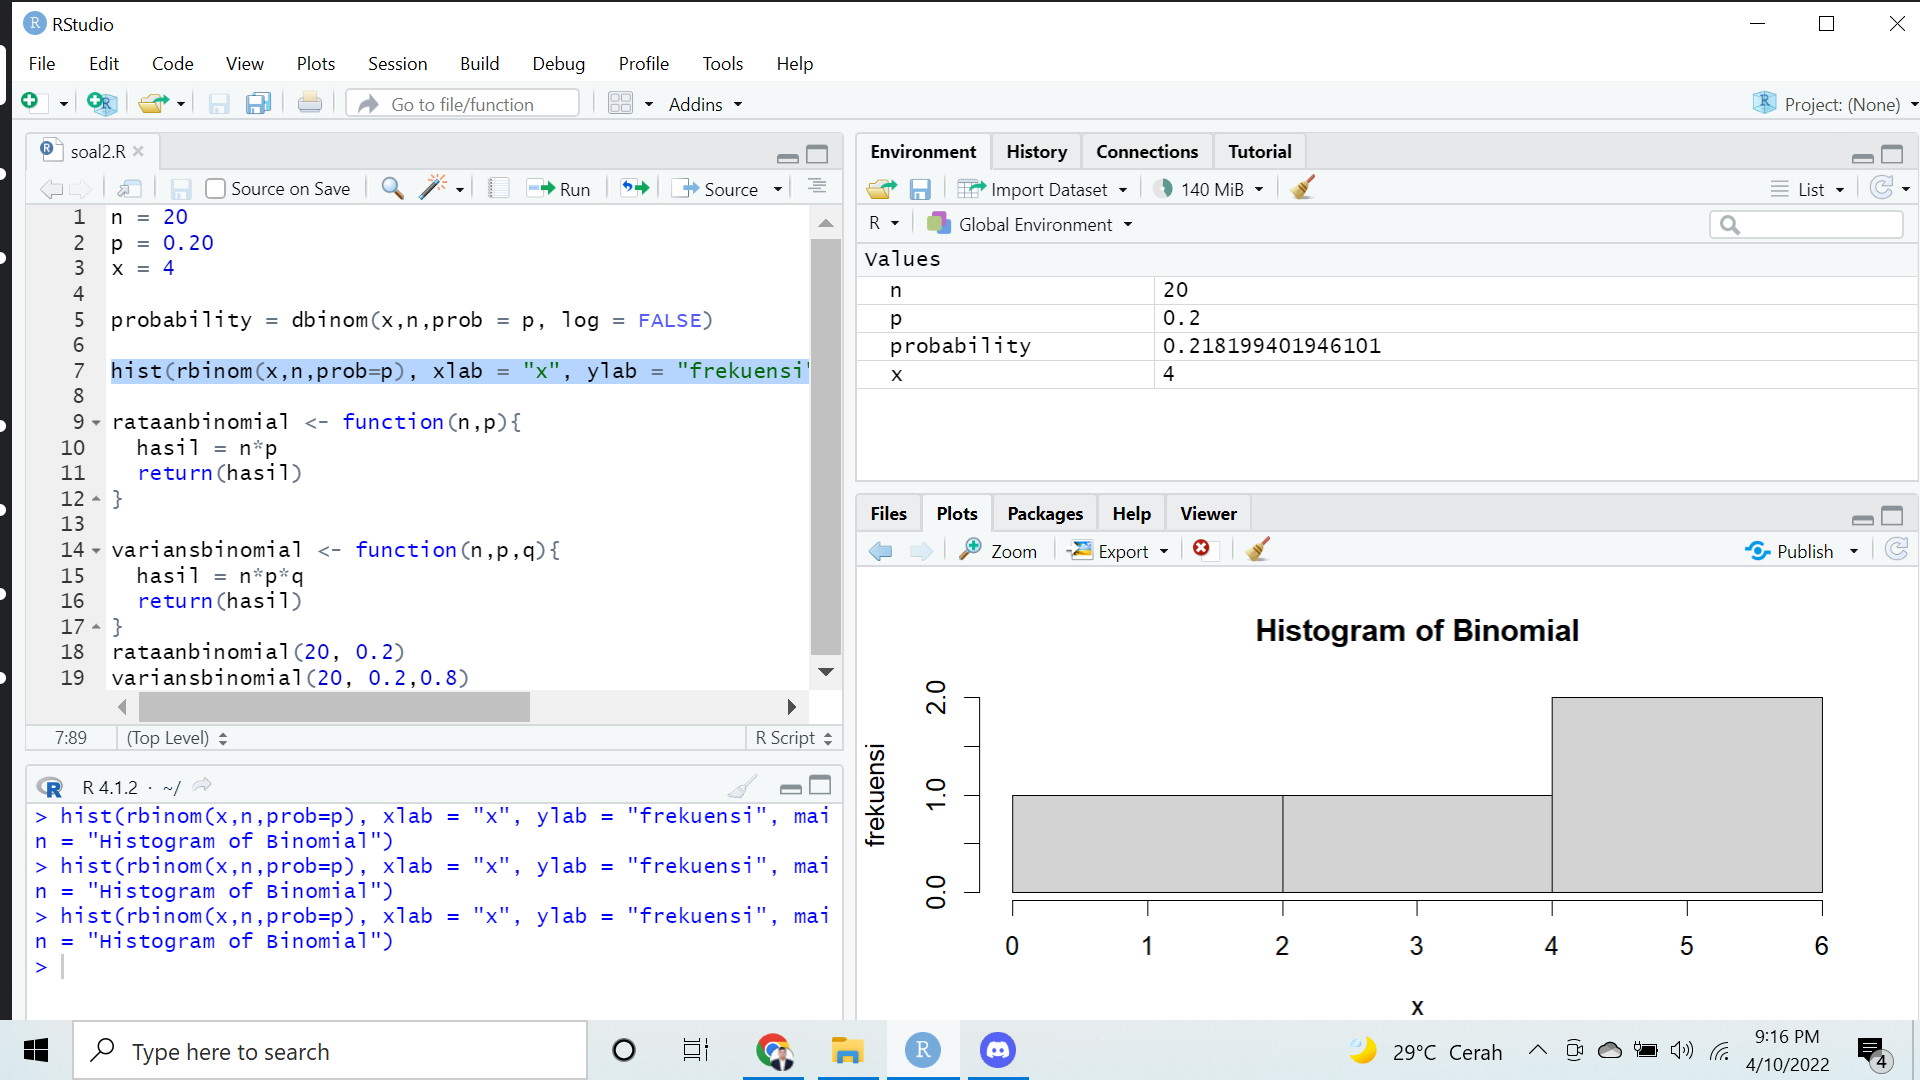 RStudio
File Edit Code View Plots Session Build Debug Profile Tools Help
Go to file/function Addins Project: (None)
soal2.R
Source on Save Run Source
1 n = 20
2 p = 0.20
3 x = 4
4
5 probability = dbinom(x,n,prob = p, log = FALSE)
6
7 hist(rbinom(x,n,prob=p), xlab = "x", ylab = "frekuensi"
8
9 rataanbinomial <- function(n,p){
10 hasil = n*p
11 return(hasil)
12 }
13
14 variansbinomial <- function(n,p,q){
15 hasil = n*p*q
16 return(hasil)
17 }
18 rataanbinomial(20, 0.2)
19 variansbinomial(20, 0.2,0.8)
7:89 (Top Level) R Script
R 4.1.2 · ~/
> hist(rbinom(x,n,prob=p), xlab = "x", ylab = "frekuensi", mai
n = "Histogram of Binomial")
> hist(rbinom(x,n,prob=p), xlab = "x", ylab = "frekuensi", mai
n = "Histogram of Binomial")
> hist(rbinom(x,n,prob=p), xlab = "x", ylab = "frekuensi", mai
n = "Histogram of Binomial")
>
Environment History Connections Tutorial
Import Dataset 140 MiB List
R Global Environment
Values
n 20
p 0.2
probability 0.218199401946101
x 4
Files Plots Packages Help Viewer
Zoom Export Publish
Histogram of Binomial
frekuensi
2.0
1.0
0.0
0 1 2 3 4 5 6
x
Type here to search
29°C Cerah
9:16 PM
4/10/2022
4